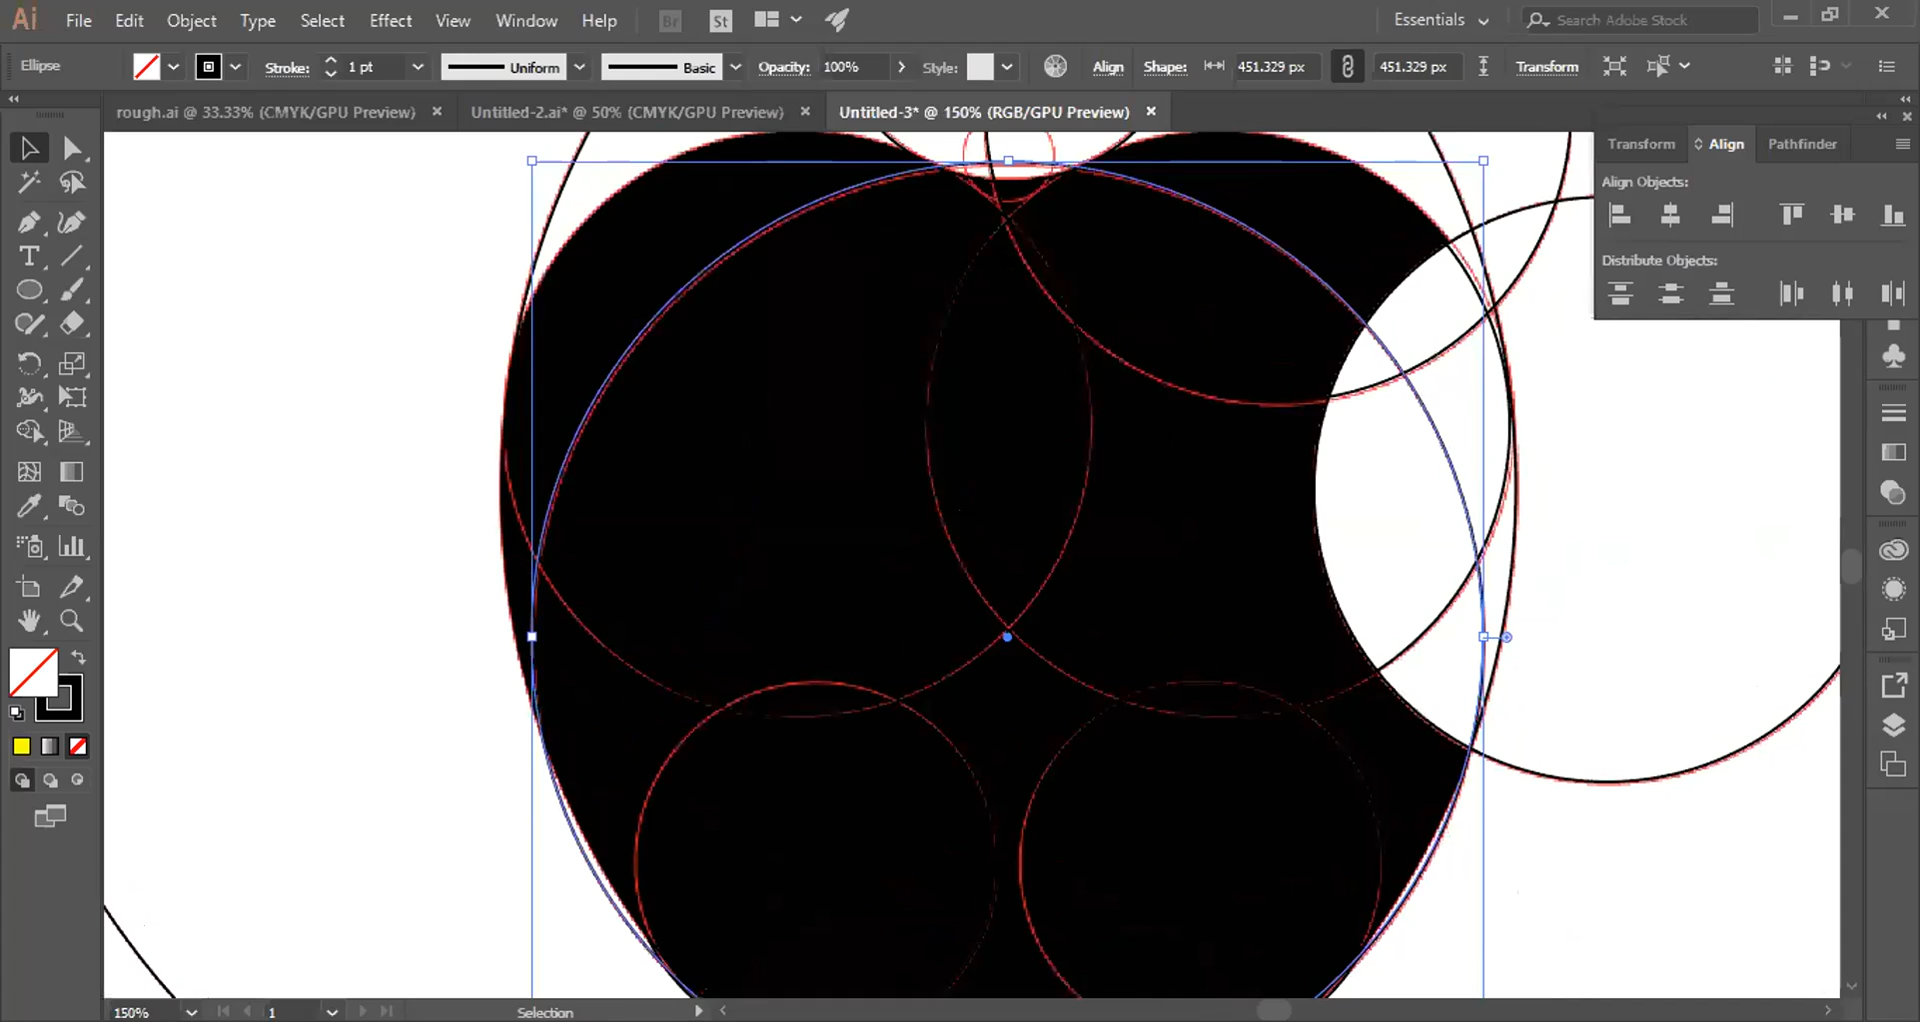 Ai File Edit Object Type Select Effect View Window Help Br St Essentials Search Adobe Stock
Ellipse Stroke: 1 pt Uniform Basic Opacity: 100% Style: Align Shape: 451.329 px 451.329 px Transform
rough.ai @ 33.33% (CMYK/GPU Preview) × Untitled-2.ai* @ 50% (CMYK/GPU Preview) × Untitled-3* @ 150% (RGB/GPU Preview) ×
Transform Align Pathfinder
Align Objects:
Distribute Objects:
150% 1 Selection